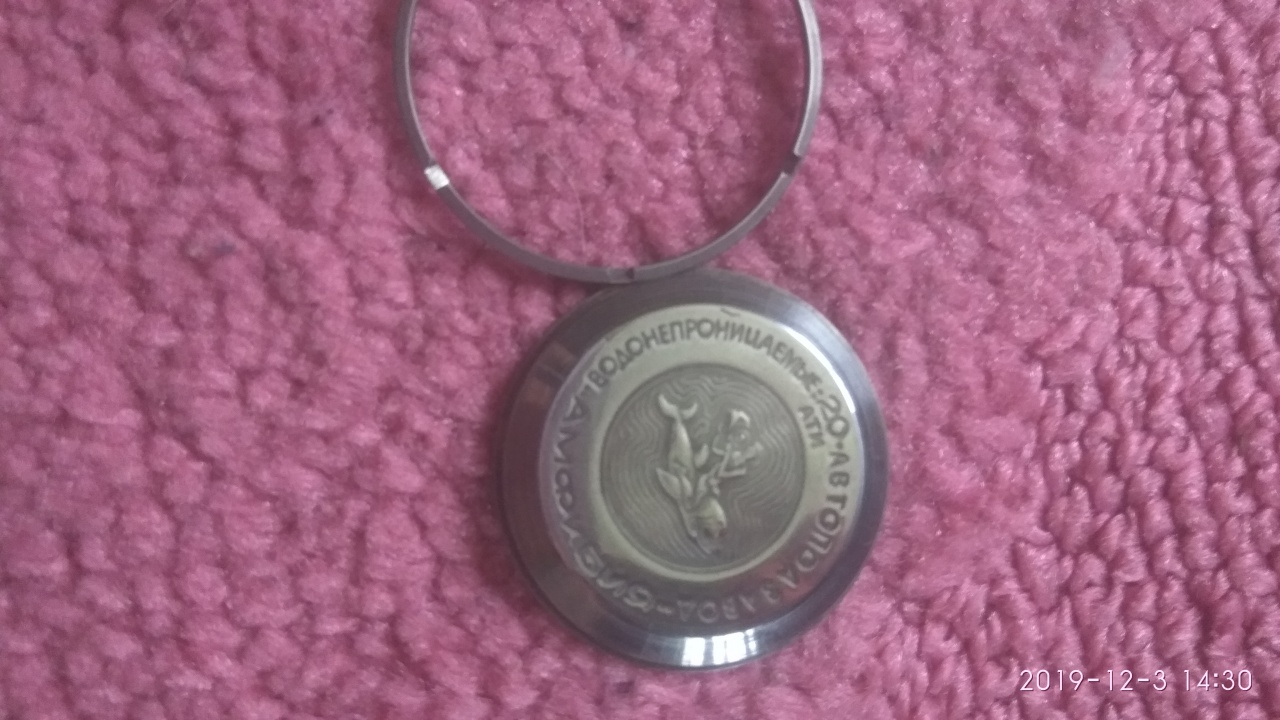 ВОДОНЕПРОНИЦАЕМЫЕ: 20 • АВТОПОДЗАВОД
АТИ
2019-12-3 14:30